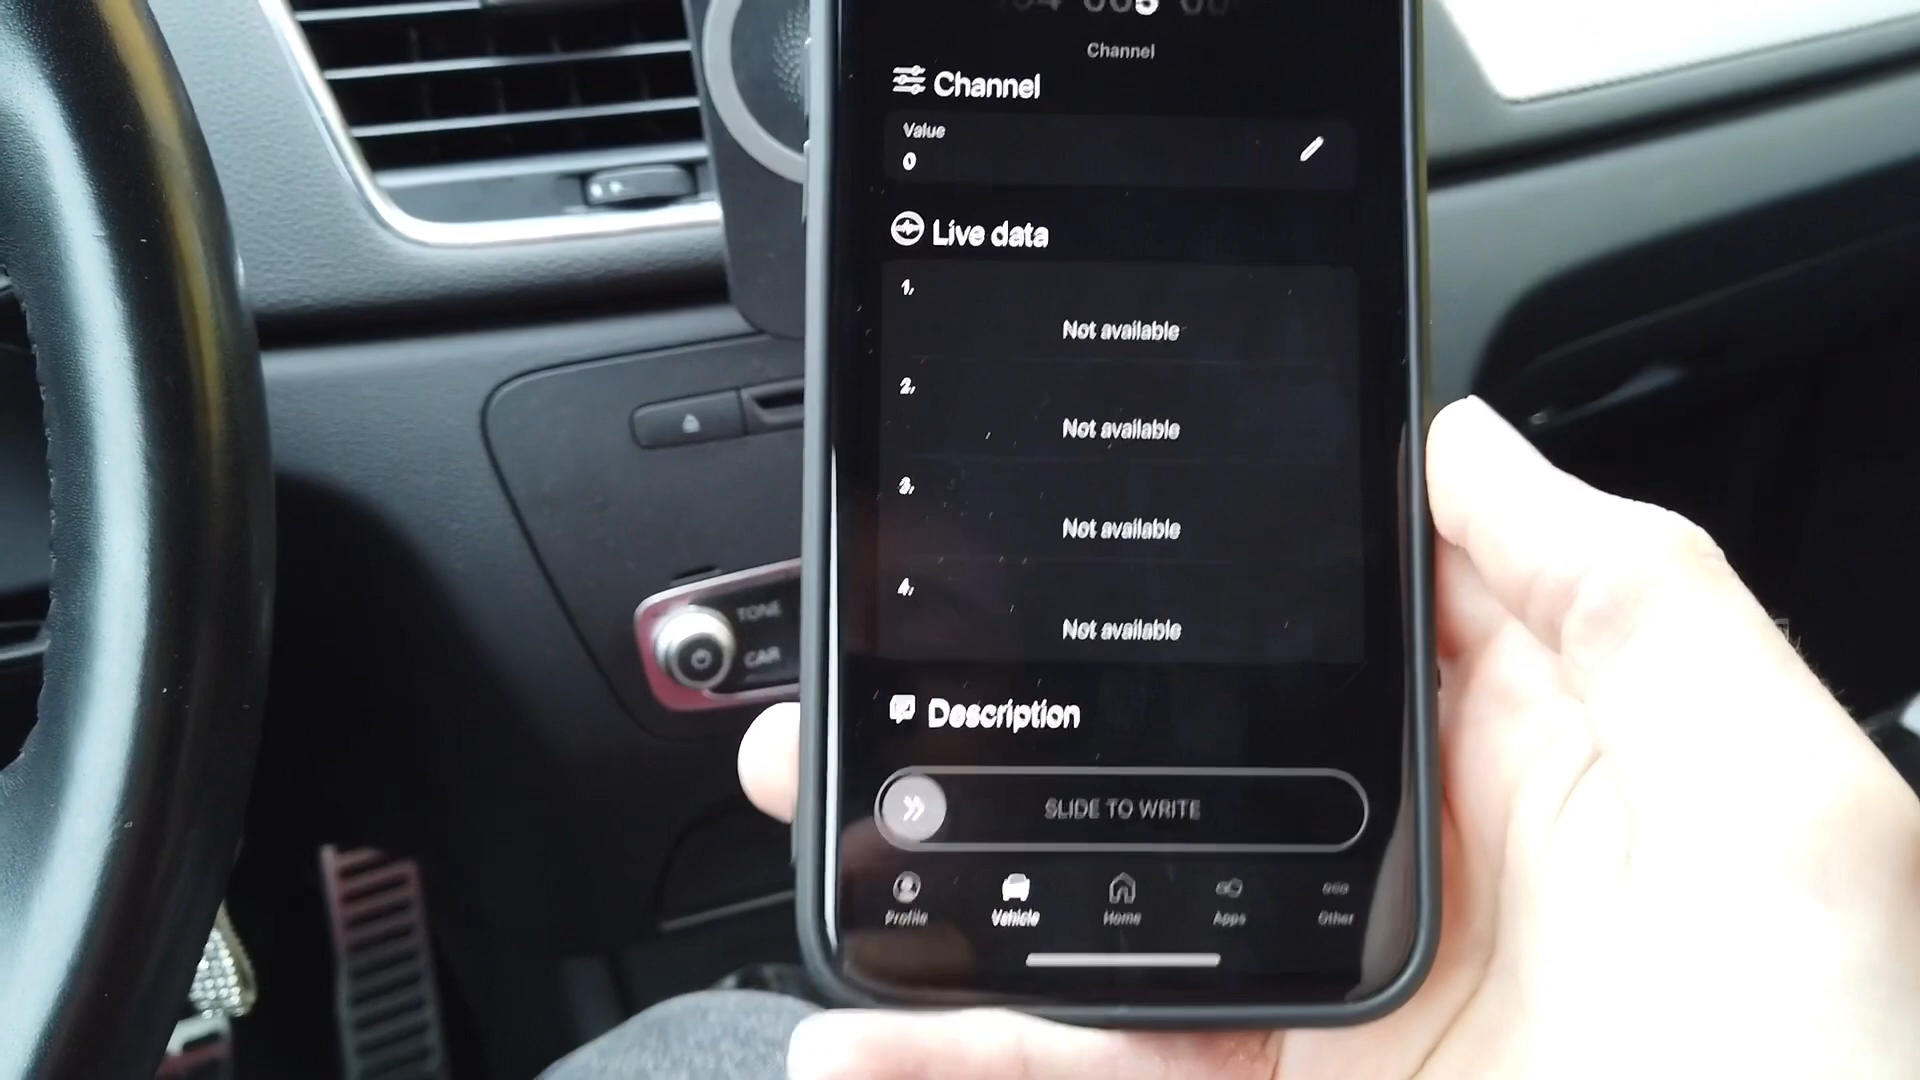 005
Channel
Channel
Value
0
Live data
1.
Not available
2.
Not available
3.
Not available
4.
Not available
Description
SLIDE TO WRITE
Profile
Vehicle
Home
Apps
Other
TONE
CAR